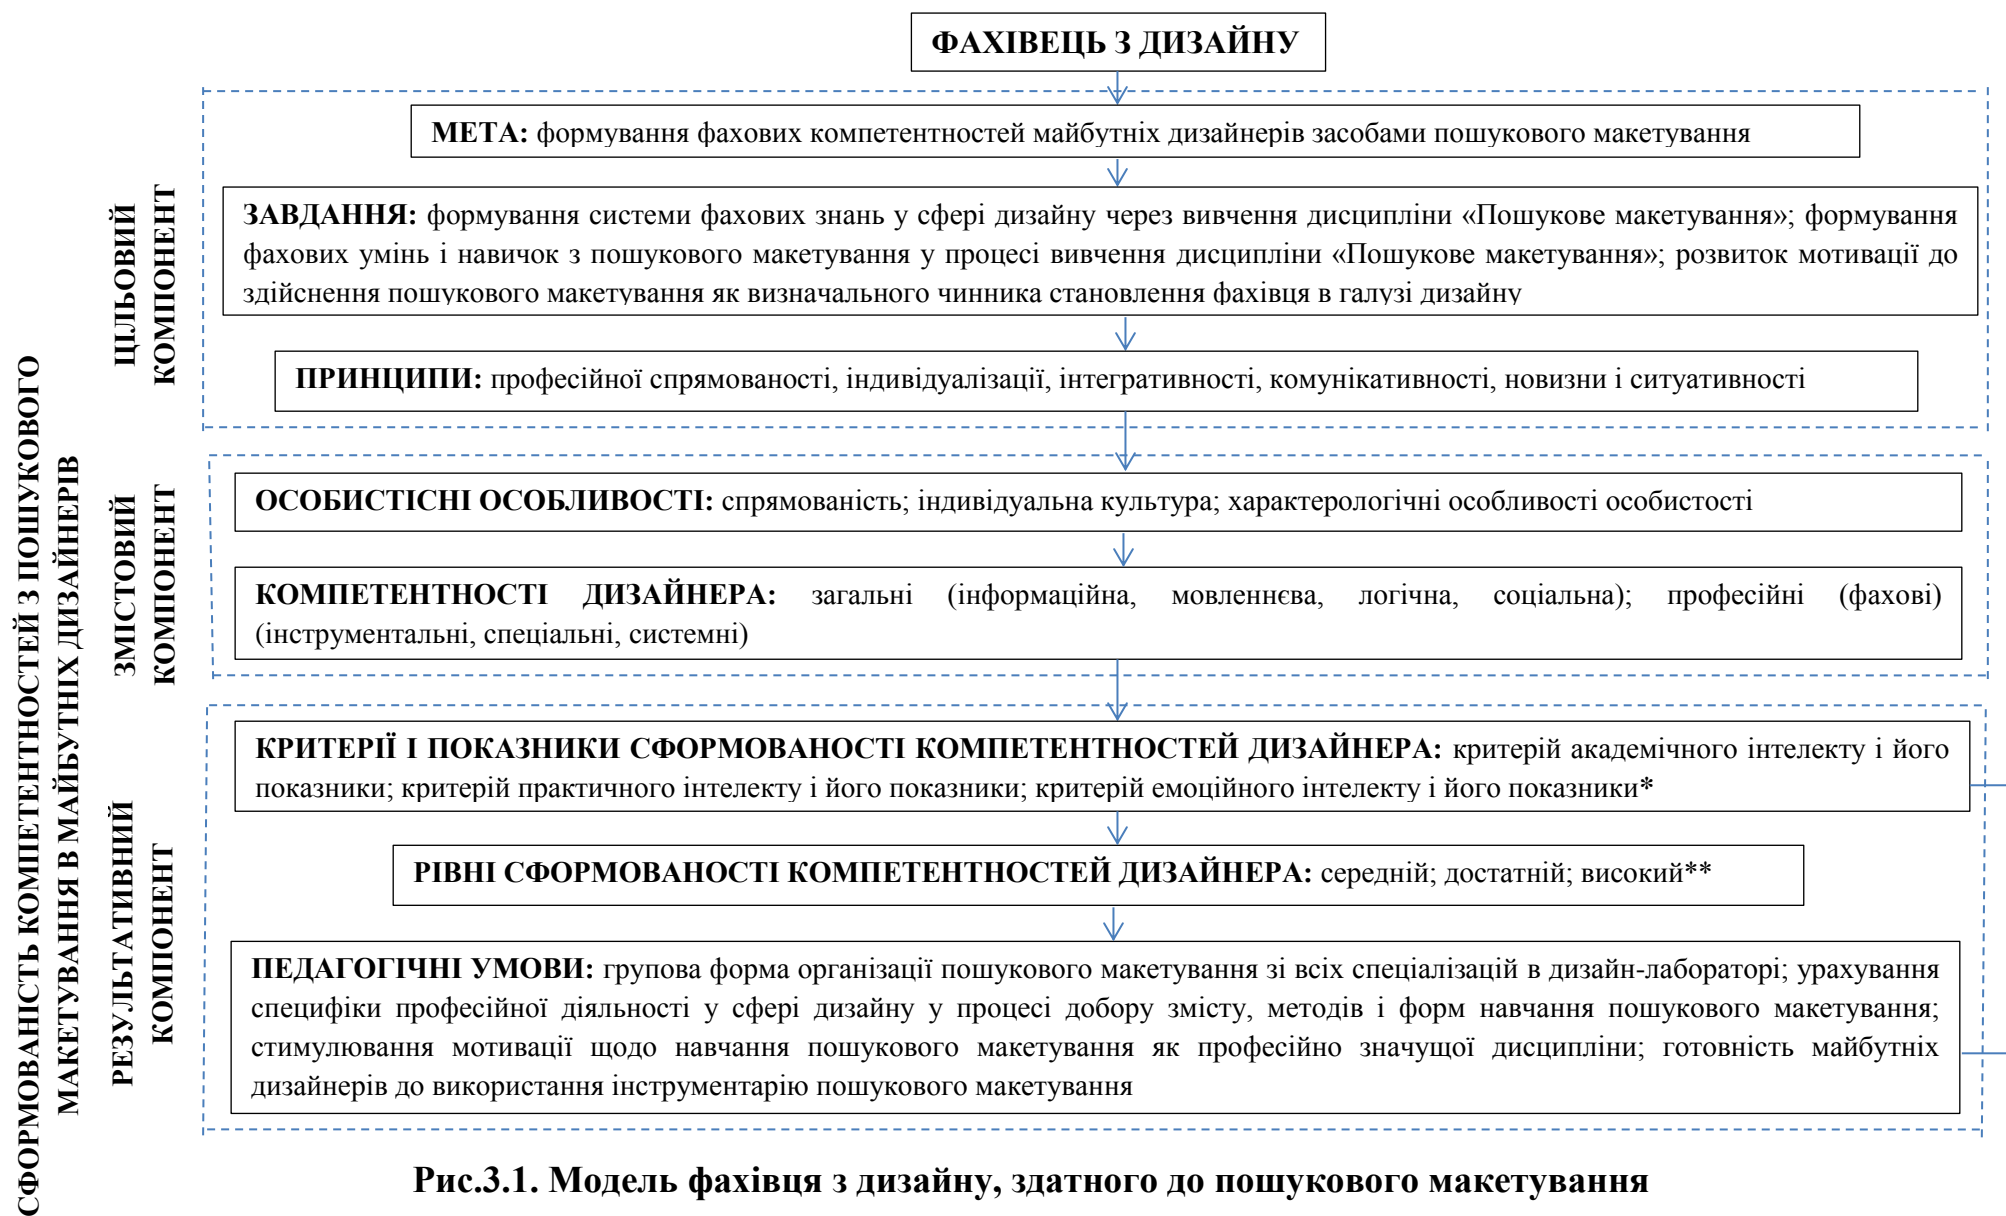 ФАХІВЕЦЬ З ДИЗАЙНУ
СФОРМОВАНІСТЬ КОМПЕТЕНТНОСТЕЙ З ПОШУКОВОГО
МАКЕТУВАННЯ В МАЙБУТНІХ ДИЗАЙНЕРІВ
ЦІЛЬОВИЙ
КОМПОНЕНТ
МЕТА: формування фахових компетентностей майбутніх дизайнерів засобами пошукового макетування
ЗАВДАННЯ: формування системи фахових знань у сфері дизайну через вивчення дисципліни «Пошукове макетування»; формування
фахових умінь і навичок з пошукового макетування у процесі вивчення дисципліни «Пошукове макетування»; розвиток мотивації до
здійснення пошукового макетування як визначального чинника становлення фахівця в галузі дизайну
ПРИНЦИПИ: професійної спрямованості, індивідуалізації, інтегративності, комунікативності, новизни і ситуативності
ЗМІСТОВИЙ
КОМПОНЕНТ
ОСОБИСТІСНІ ОСОБЛИВОСТІ: спрямованість; індивідуальна культура; характерологічні особливості особистості
КОМПЕТЕНТНОСТІ ДИЗАЙНЕРА: загальні (інформаційна, мовленнєва, логічна, соціальна); професійні (фахові)
(інструментальні, спеціальні, системні)
РЕЗУЛЬТАТИВНИЙ
КОМПОНЕНТ
КРИТЕРІЇ І ПОКАЗНИКИ СФОРМОВАНОСТІ КОМПЕТЕНТНОСТЕЙ ДИЗАЙНЕРА: критерій академічного інтелекту і його
показники; критерій практичного інтелекту і його показники; критерій емоційного інтелекту і його показники*
РІВНІ СФОРМОВАНОСТІ КОМПЕТЕНТНОСТЕЙ ДИЗАЙНЕРА: середній; достатній; високий**
ПЕДАГОГІЧНІ УМОВИ: групова форма організації пошукового макетування зі всіх спеціалізацій в дизайн-лабораторі; урахування
специфіки професійної діяльності у сфері дизайну у процесі добору змісту, методів і форм навчання пошукового макетування;
стимулювання мотивації щодо навчання пошукового макетування як професійно значущої дисципліни; готовність майбутніх
дизайнерів до використання інструментарію пошукового макетування
Рис.3.1. Модель фахівця з дизайну, здатного до пошукового макетування